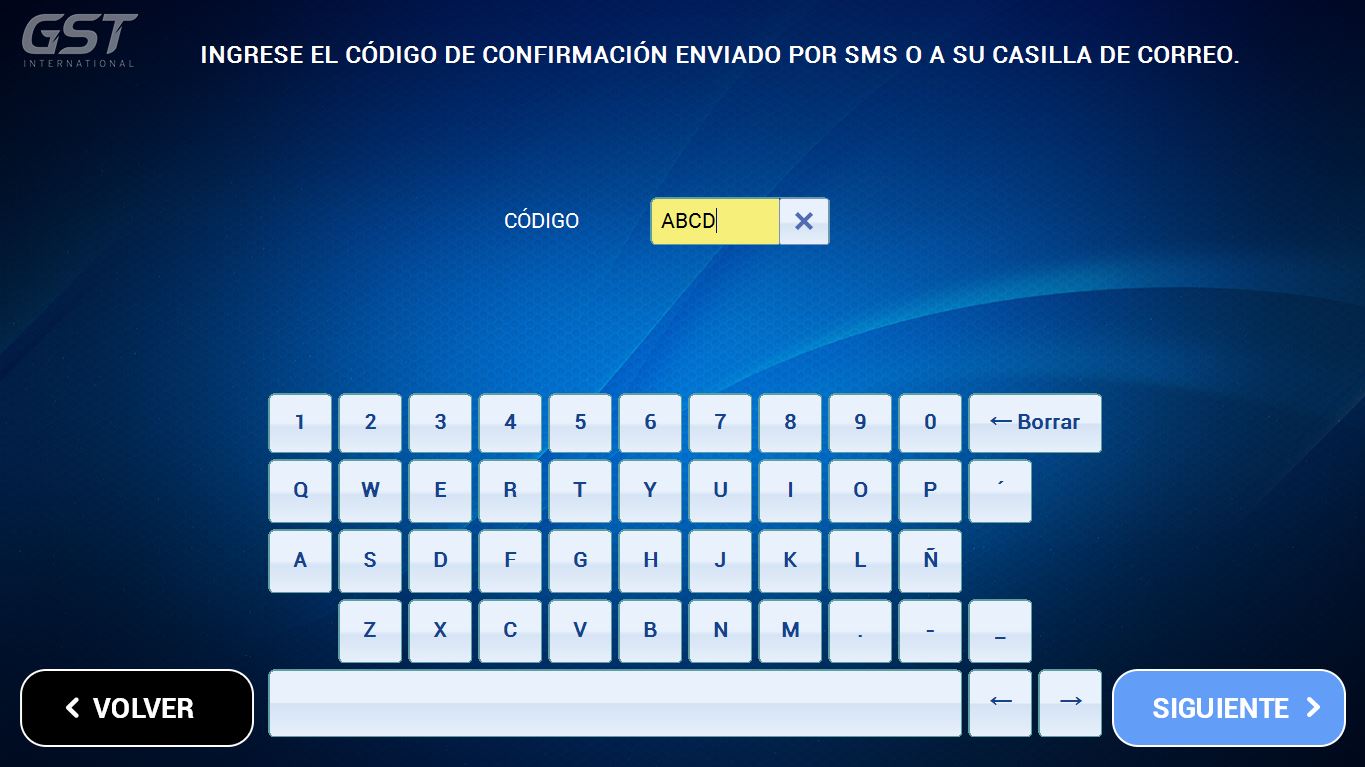 GST
INTERNATIONAL
INGRESE EL CÓDIGO DE CONFIRMACIÓN ENVIADO POR SMS O A SU CASILLA DE CORREO.
CÓDIGO ABCD ×
1 2 3 4 5 6 7 8 9 0 ← Borrar
Q W E R T Y U I O P ´
A S D F G H J K L Ñ
Z X C V B N M . - _
< VOLVER ← → SIGUIENTE >